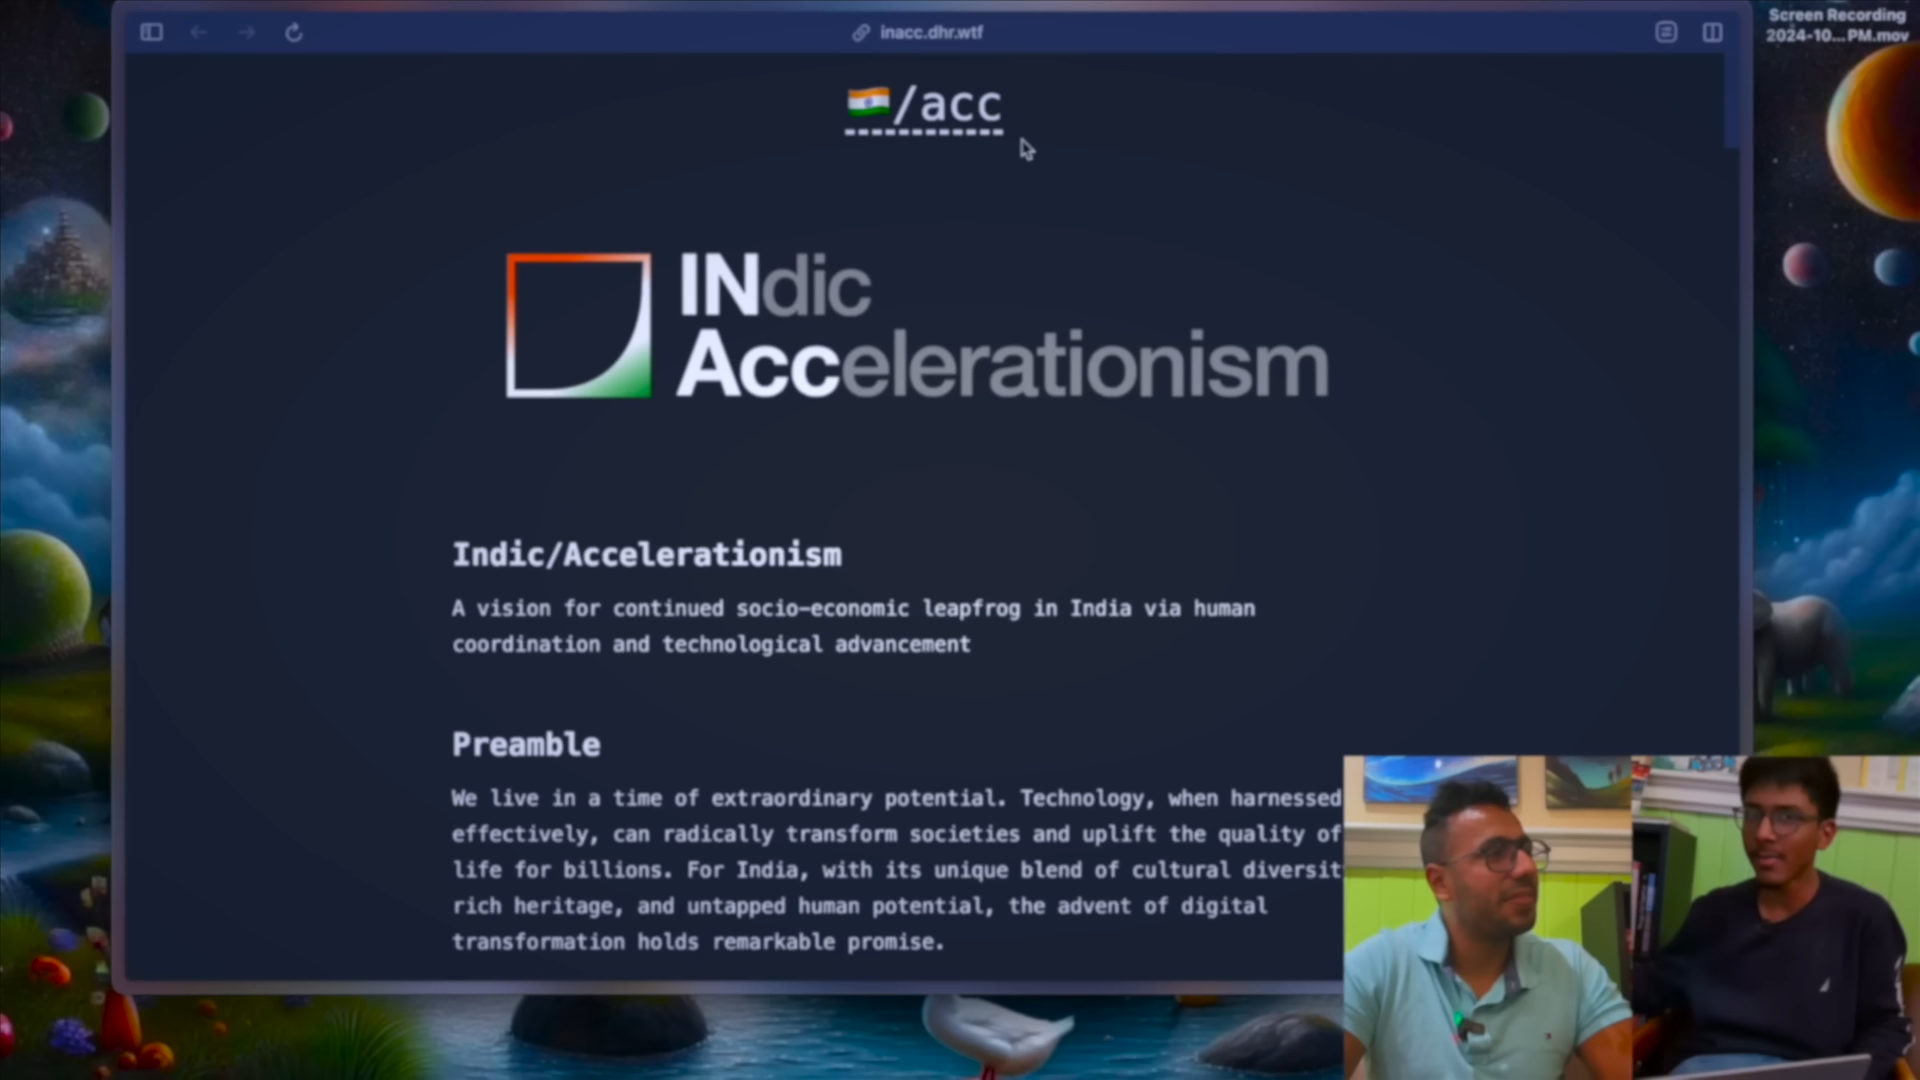 inacc.dhr.wtf
Screen Recording
2024-10...PM.mov
🇮🇳/acc
INdic
Accelerationism
Indic/Accelerationism
A vision for continued socio-economic leapfrog in India via human
coordination and technological advancement
Preamble
We live in a time of extraordinary potential. Technology, when harnessed
effectively, can radically transform societies and uplift the quality of
life for billions. For India, with its unique blend of cultural diversit
rich heritage, and untapped human potential, the advent of digital
transformation holds remarkable promise.